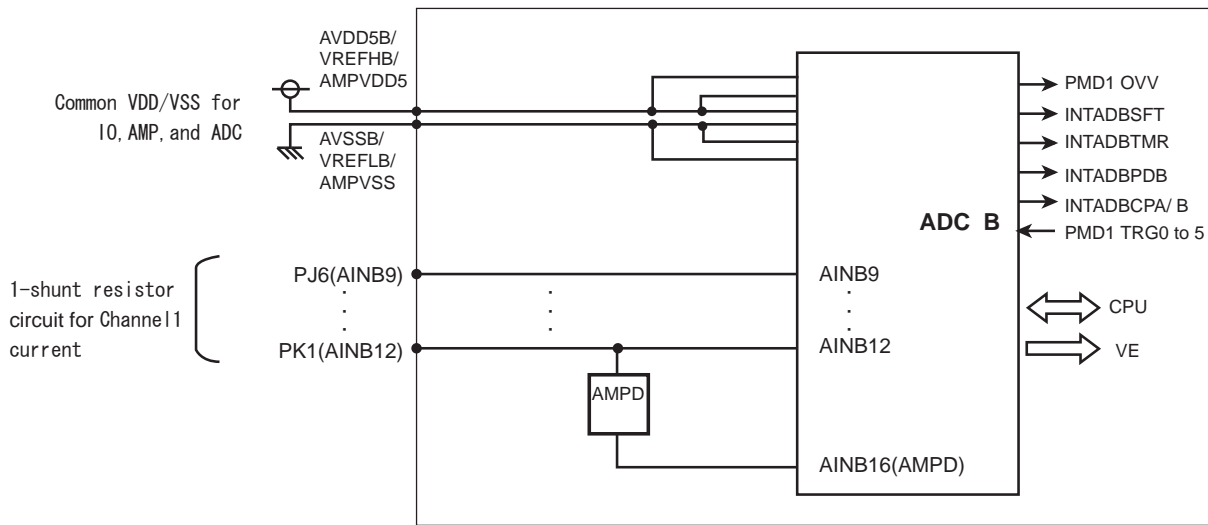 AVDD5B/
VREFHB/
AMPVDD5
Common VDD/VSS for
IO, AMP, and ADC
AVSSB/
VREFLB/
AMPVSS
1-shunt resistor
circuit for Channel1
current
PJ6(AINB9)
PK1(AINB12)
AMPD
ADC B
AINB9
AINB12
AINB16(AMPD)
PMD1 OVV
INTADBSFT
INTADBTMR
INTADBPDB
INTADBCPA/ B
PMD1 TRG0 to 5
CPU
VE